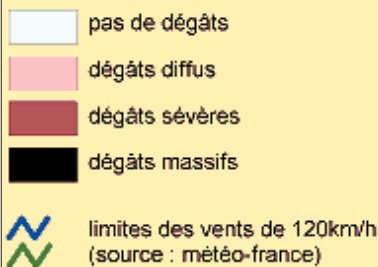 pas de dégâts
dégâts diffus
dégâts sévères
dégâts massifs
limites des vents de 120km/h
(source : météo-france)